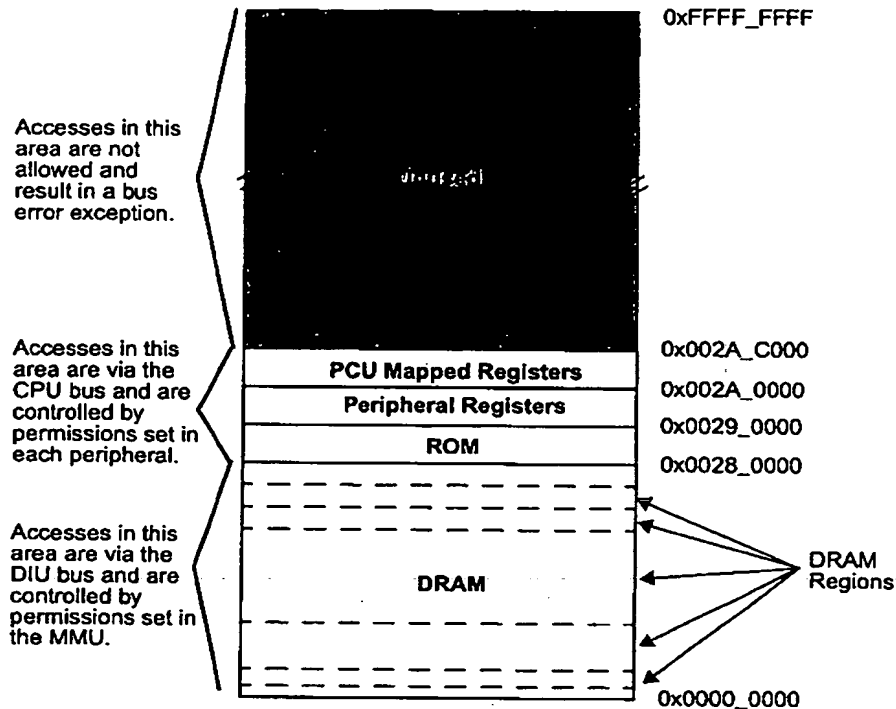 0xFFFF_FFFF
Accesses in this
area are not
allowed and
result in a bus
error exception.
0x002A_C000
Accesses in this
area are via the
CPU bus and are
controlled by
permissions set in
each peripheral.
PCU Mapped Registers
0x002A_0000
Peripheral Registers
0x0029_0000
ROM
0x0028_0000
Accesses in this
area are via the
DIU bus and are
controlled by
permissions set in
the MMU.
DRAM
DRAM
Regions
0x0000_0000